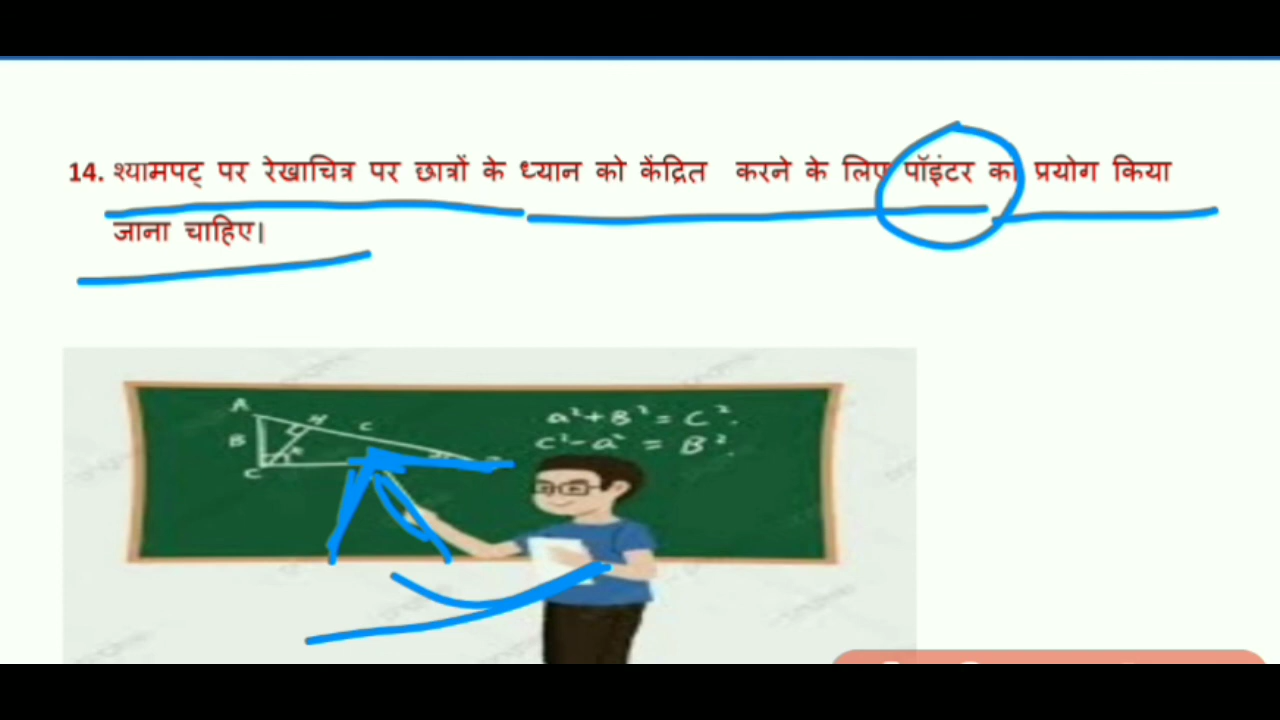 14. श्यामपट् पर रेखाचित्र पर छात्रों के ध्यान को केंद्रित करने के लिए पॉइंटर का प्रयोग किया
जाना चाहिए।
A
H
C
B
C
a²+B²=C².
C²-a²=B².